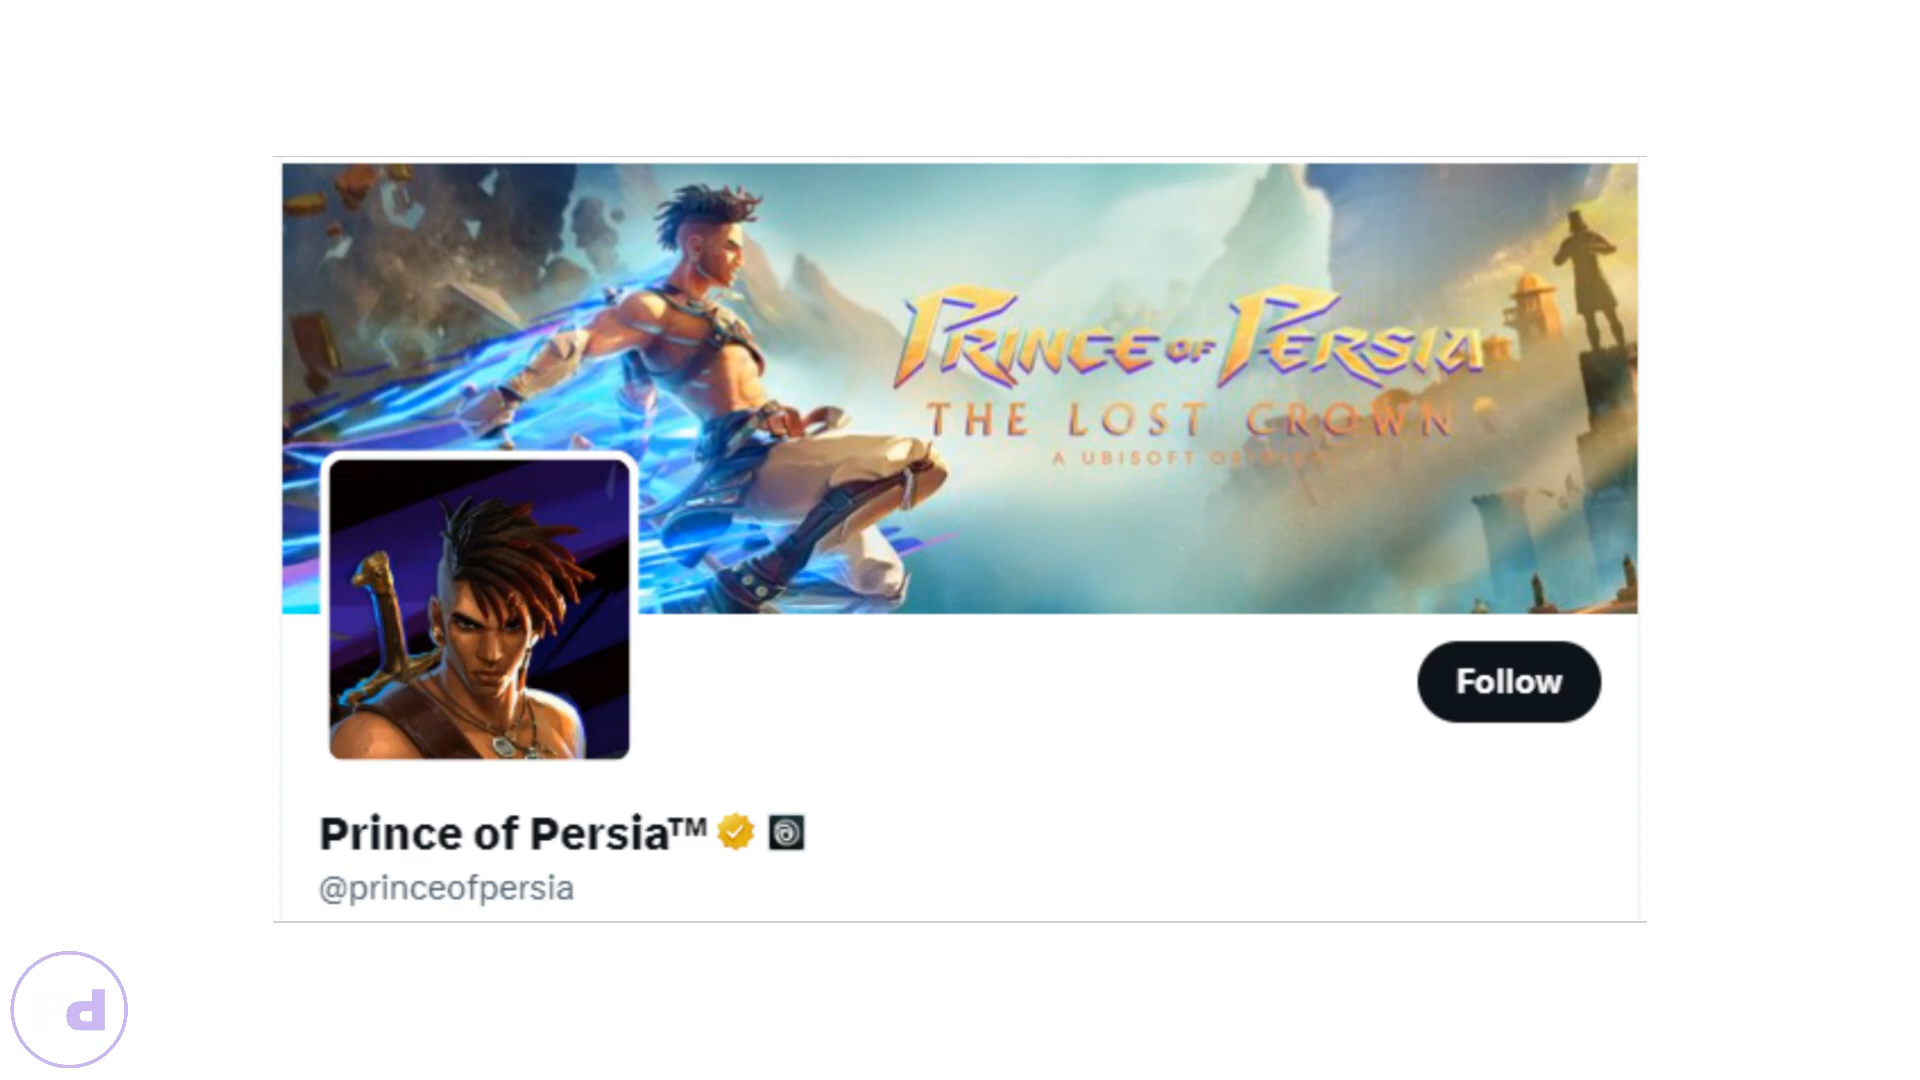 PRINCE OF PERSIA
THE LOST CROWN
A UBISOFT
Prince of Persia™
@princeofpersia
Follow
d